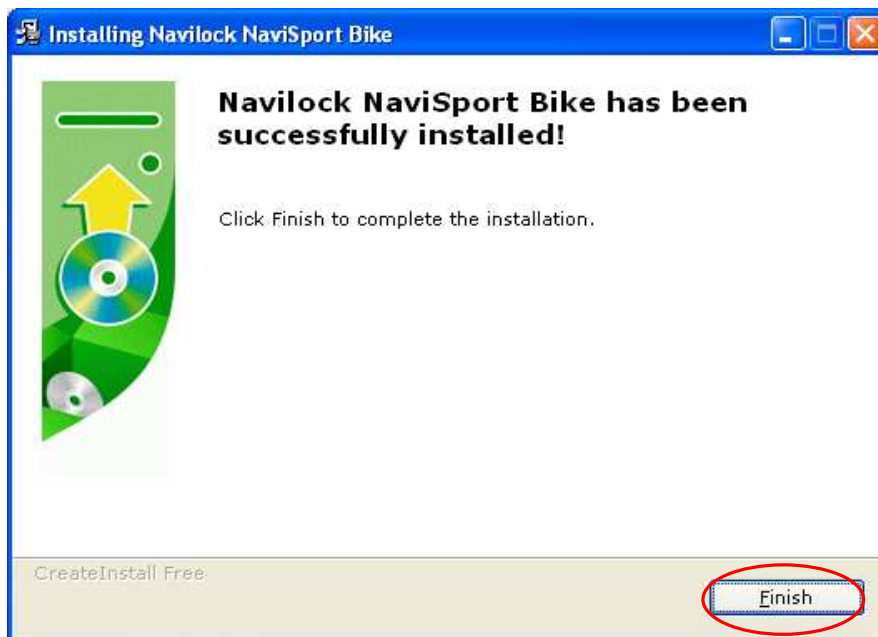 Installing Navilock NaviSport Bike
Navilock NaviSport Bike has been
successfully installed!
Click Finish to complete the installation.
CreateInstall Free
Finish